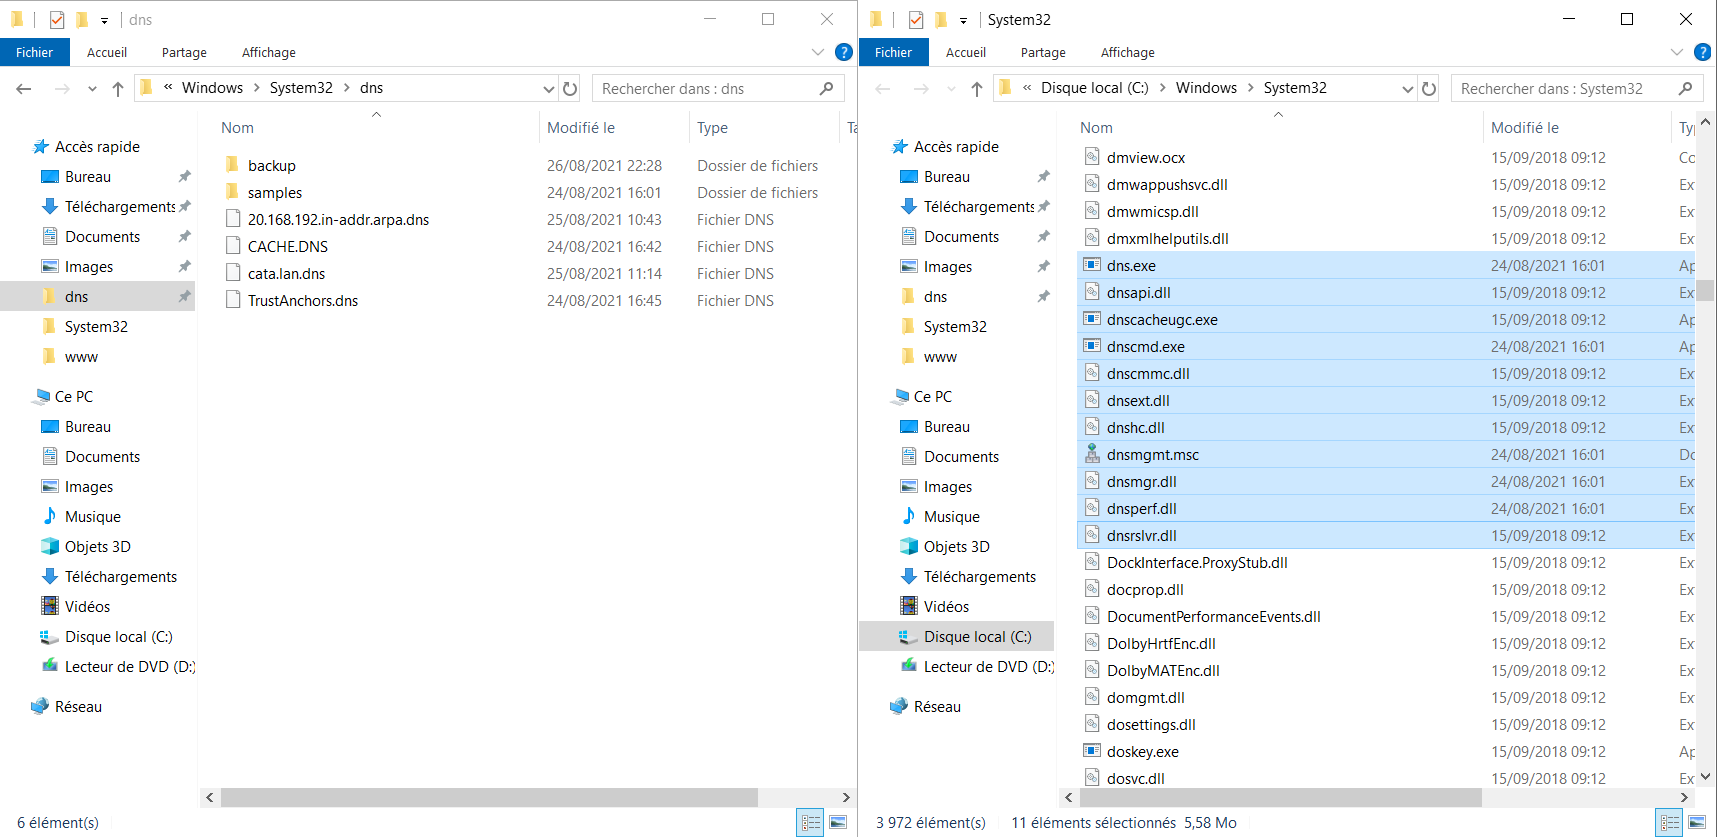 dns
Fichier Accueil Partage Affichage
« Windows > System32 > dns
Rechercher dans : dns
Accès rapide
Bureau
Téléchargements
Documents
Images
dns
System32
www
Ce PC
Bureau
Documents
Images
Musique
Objets 3D
Téléchargements
Vidéos
Disque local (C:)
Lecteur de DVD (D:)
Réseau
Nom Modifié le Type Ta
backup 26/08/2021 22:28 Dossier de fichiers
samples 24/08/2021 16:01 Dossier de fichiers
20.168.192.in-addr.arpa.dns 25/08/2021 10:43 Fichier DNS
CACHE.DNS 24/08/2021 16:42 Fichier DNS
cata.lan.dns 25/08/2021 11:14 Fichier DNS
TrustAnchors.dns 24/08/2021 16:45 Fichier DNS
6 élément(s)
System32
Fichier Accueil Partage Affichage
« Disque local (C:) > Windows > System32
Rechercher dans : System32
Accès rapide
Bureau
Téléchargements
Documents
Images
dns
System32
www
Ce PC
Bureau
Documents
Images
Musique
Objets 3D
Téléchargements
Vidéos
Disque local (C:)
Lecteur de DVD (D:)
Réseau
Nom Modifié le Ty
dmview.ocx 15/09/2018 09:12 Co
dmwappushsvc.dll 15/09/2018 09:12 Ex
dmwmicsp.dll 15/09/2018 09:12 Ex
dmxmlhelputils.dll 15/09/2018 09:12 Ex
dns.exe 24/08/2021 16:01 Ap
dnsapi.dll 15/09/2018 09:12 Ex
dnscacheugc.exe 15/09/2018 09:12 Ap
dnscmd.exe 24/08/2021 16:01 Ap
dnscmmc.dll 15/09/2018 09:12 Ex
dnsext.dll 15/09/2018 09:12 Ex
dnshc.dll 15/09/2018 09:12 Ex
dnsmgmt.msc 24/08/2021 16:01 Do
dnsmgr.dll 24/08/2021 16:01 Ex
dnsperf.dll 24/08/2021 16:01 Ex
dnsrslvr.dll 15/09/2018 09:12 Ex
DockInterface.ProxyStub.dll 15/09/2018 09:12 Ex
docprop.dll 15/09/2018 09:12 Ex
DocumentPerformanceEvents.dll 15/09/2018 09:12 Ex
DolbyHrtfEnc.dll 15/09/2018 09:12 Ex
DolbyMATEnc.dll 15/09/2018 09:12 Ex
domgmt.dll 15/09/2018 09:12 Ex
dosettings.dll 15/09/2018 09:12 Ex
doskey.exe 15/09/2018 09:12 Ap
dosvc.dll 15/09/2018 09:12 Ex
3 972 élément(s) 11 éléments sélectionnés 5,58 Mo